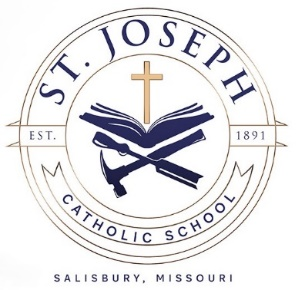 ST. JOSEPH
EST. 1891
CATHOLIC SCHOOL
SALISBURY, MISSOURI